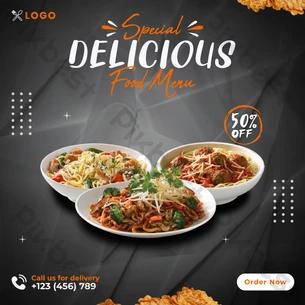 LOGO
Special
DELICIOUS
Food Menu
50%
OFF
Call us for delivery
+123 (456) 789
Order Now